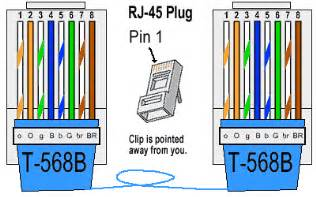 1 2 3 4 5 6 7 8
RJ-45 Plug
Pin 1
1 2 3 4 5 6 7 8
Clip is pointed
away from you.
o O g B b G br BR
o O g B b G br BR
T-568B
T-568B